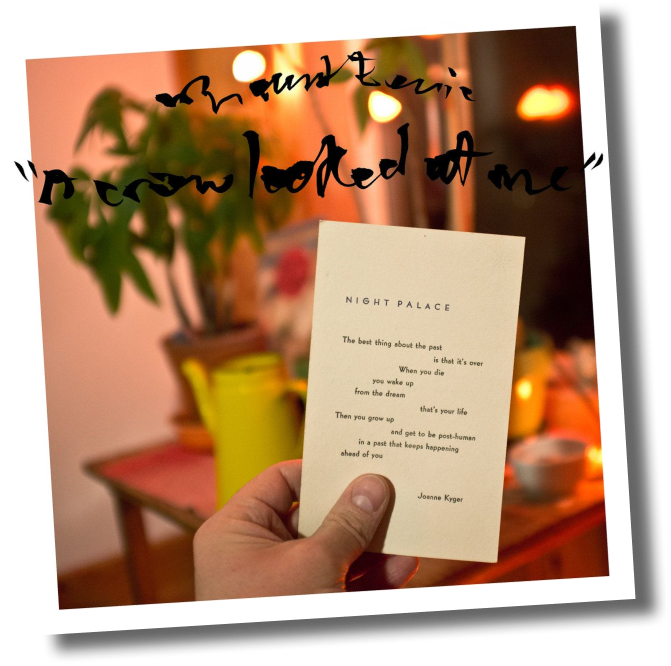 mount eerie
"A crow looked at me"
NIGHT PALACE
The best thing about the past
is that it's over
When you die
you wake up
from the dream
that's your life
Then you grow up
and get to be post-human
in a past that keeps happening
ahead of you
Joanne Kyger